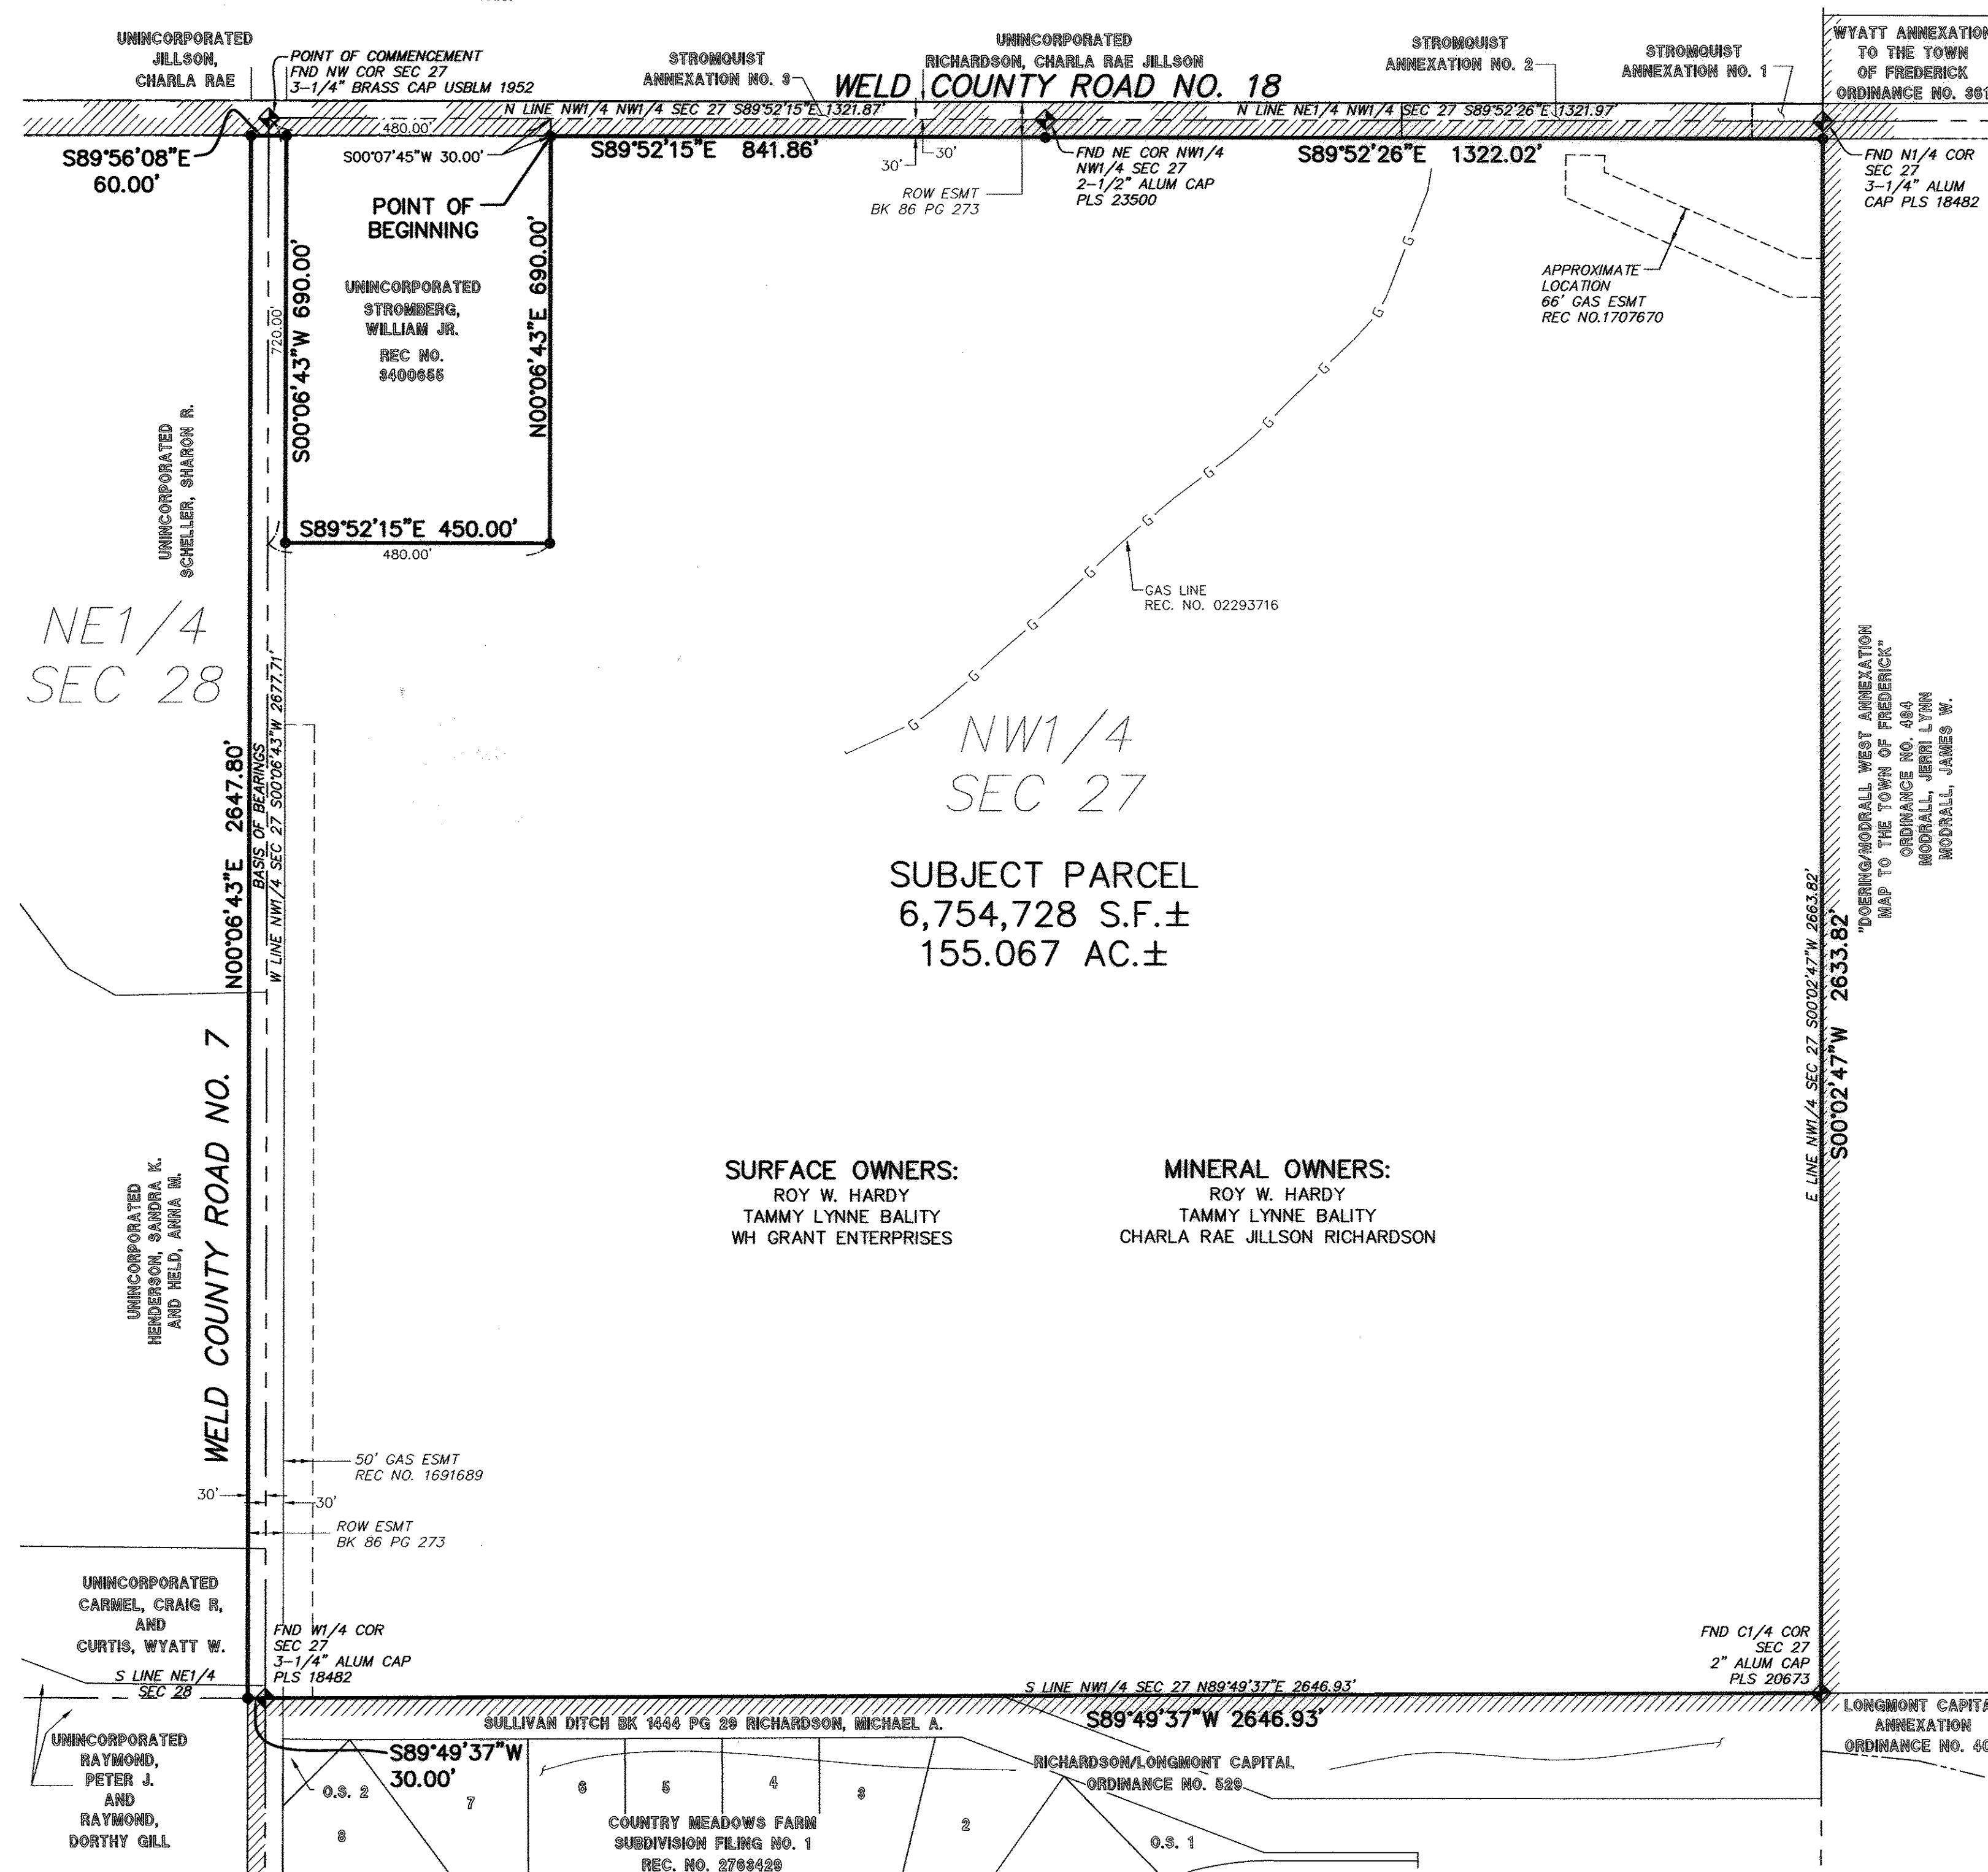 UNINCORPORATED
JILLSON,
CHARLA RAE
POINT OF COMMENCEMENT
FND NW COR SEC 27
3-1/4" BRASS CAP USBLM 1952
STROMQUIST
ANNEXATION NO. 3
UNINCORPORATED
RICHARDSON, CHARLA RAE JILLSON
WELD COUNTY ROAD NO. 18
STROMQUIST
ANNEXATION NO. 2
STROMQUIST
ANNEXATION NO. 1
WYATT ANNEXATION
TO THE TOWN
OF FREDERICK
ORDINANCE NO. 361
N LINE NW1/4 NW1/4 SEC 27 S89°52'15"E 1321.87'
N LINE NE1/4 NW1/4 SEC 27 S89°52'26"E 1321.97'
480.00'
S00°07'45"W 30.00'
S89°56'08"E
60.00'
S89°52'15"E 841.86'
30'
30'
ROW ESMT
BK 86 PG 273
FND NE COR NW1/4
NW1/4 SEC 27
2-1/2" ALUM CAP
PLS 23500
S89°52'26"E 1322.02'
FND N1/4 COR
SEC 27
3-1/4" ALUM
CAP PLS 18482
POINT OF
BEGINNING
UNINCORPORATED
STROMBERG,
WILLIAM JR.
REC NO.
3400655
720.00'
S00°06'43"W 690.00'
N00°06'43"E 690.00'
APPROXIMATE
LOCATION
66' GAS ESMT
REC NO.1707670
G
G
G
G
G
G
G
G
G
G
UNINCORPORATED
SCHELLER, SHARON R.
S89°52'15"E 450.00'
480.00'
GAS LINE
REC. NO. 02293716
NE1/4
SEC 28
NW1/4
SEC 27
N00°06'43"E 2647.80'
BASIS OF BEARINGS
W LINE NW1/4 SEC 27 S00°06'43"W 2677.71'
SUBJECT PARCEL
6,754,728 S.F.±
155.067 AC.±
"DOERING/MODRALL WEST ANNEXATION
MAP TO THE TOWN OF FREDERICK"
ORDINANCE NO. 494
MODRALL, JERRI LYNN
MODRALL, JAMES W.
E LINE NW1/4 SEC 27 S00°02'47"W 2663.82'
S00°02'47"W 2633.82'
WELD COUNTY ROAD NO. 7
UNINCORPORATED
HENDERSON, SANDRA K.
AND HELD, ANNA M.
SURFACE OWNERS:
ROY W. HARDY
TAMMY LYNNE BALITY
WH GRANT ENTERPRISES
MINERAL OWNERS:
ROY W. HARDY
TAMMY LYNNE BALITY
CHARLA RAE JILLSON RICHARDSON
50' GAS ESMT
REC NO. 1691689
30'
30'
ROW ESMT
BK 86 PG 273
UNINCORPORATED
CARMEL, CRAIG R,
AND
CURTIS, WYATT W.
S LINE NE1/4
SEC 28
FND W1/4 COR
SEC 27
3-1/4" ALUM CAP
PLS 18482
FND C1/4 COR
SEC 27
2" ALUM CAP
PLS 20673
S LINE NW1/4 SEC 27 N89°49'37"E 2646.93'
SULLIVAN DITCH BK 1444 PG 29 RICHARDSON, MICHAEL A.
S89°49'37"W 2646.93'
LONGMONT CAPITA
ANNEXATION
ORDINANCE NO. 40
UNINCORPORATED
RAYMOND,
PETER J.
AND
RAYMOND,
DORTHY GILL
S89°49'37"W
30.00'
RICHARDSON/LONGMONT CAPITAL
ORDINANCE NO. 529
O.S. 2
8
7
6
5
4
3
2
O.S. 1
COUNTRY MEADOWS FARM
SUBDIVISION FILING NO. 1
REC. NO. 2763429